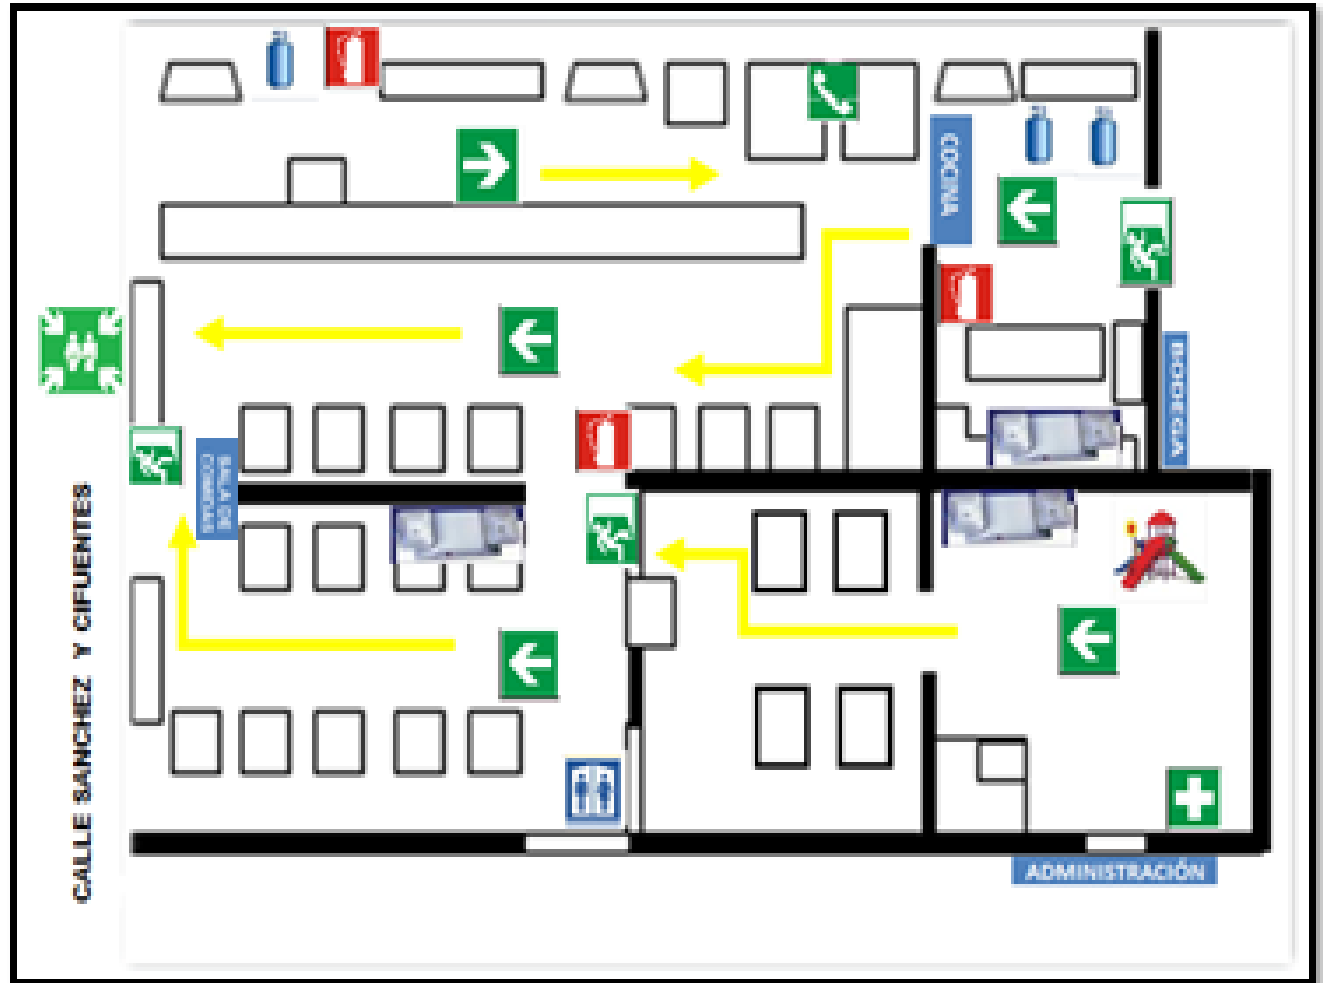 COCINA
BODEGA
SALA DE
COMIDAS
CALLE SANCHEZ Y CIFUENTES
ADMINISTRACIÓN